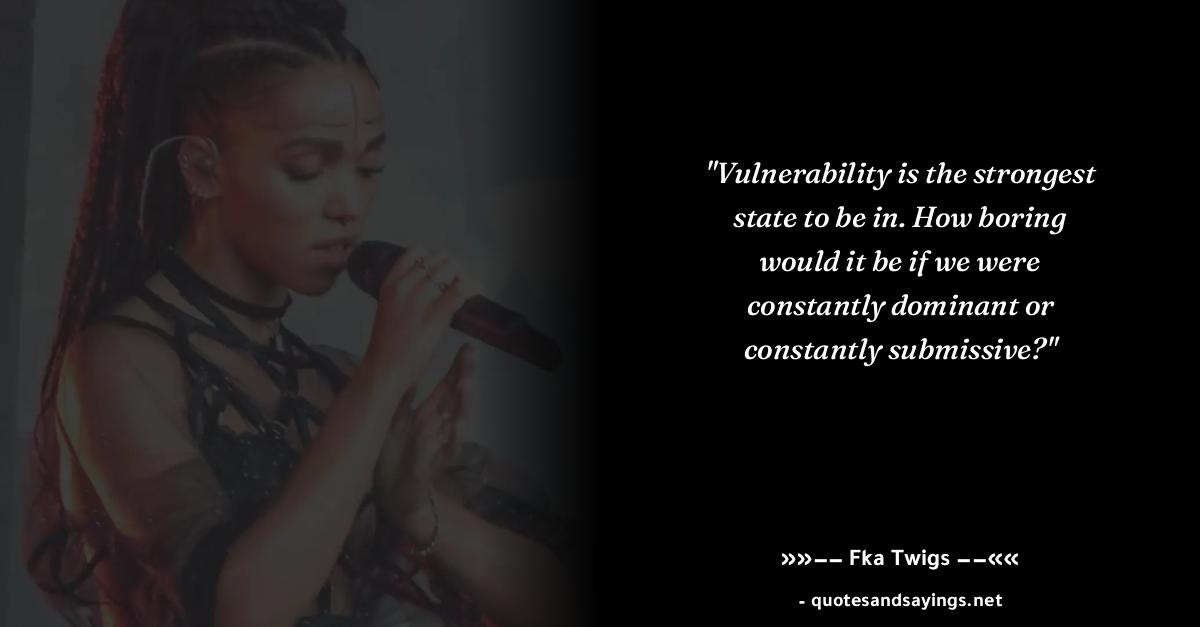 "Vulnerability is the strongest
state to be in. How boring
would it be if we were
constantly dominant or
constantly submissive?"
»»–– Fka Twigs ––««
- quotesandsayings.net